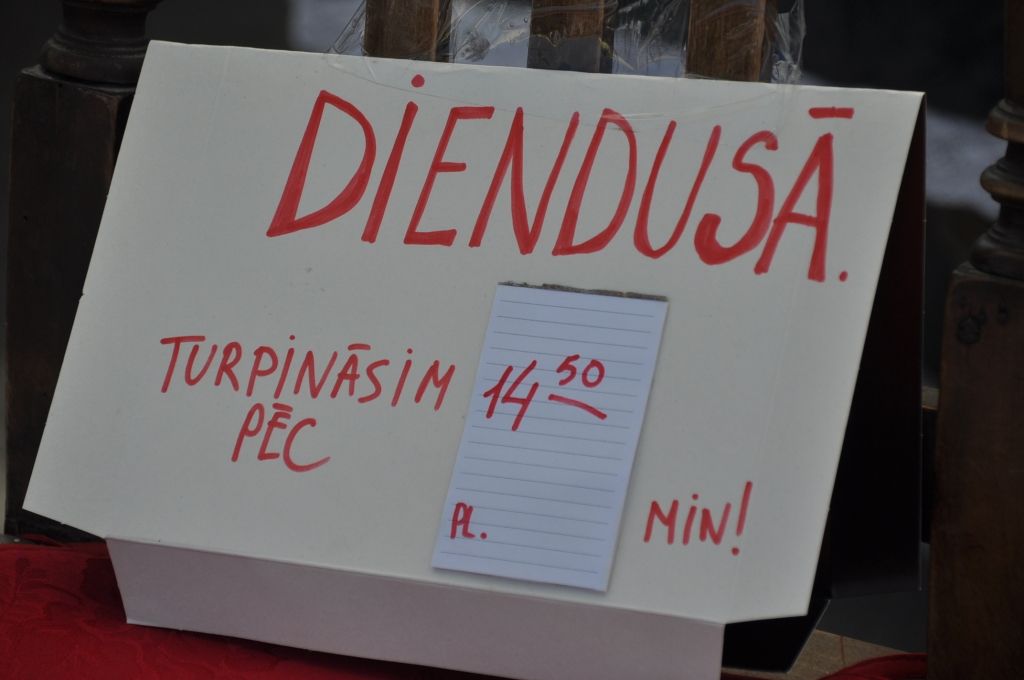 DIENDUSĀ.
TURPINĀSIM
PĒC
14 50
PL.
MIN!